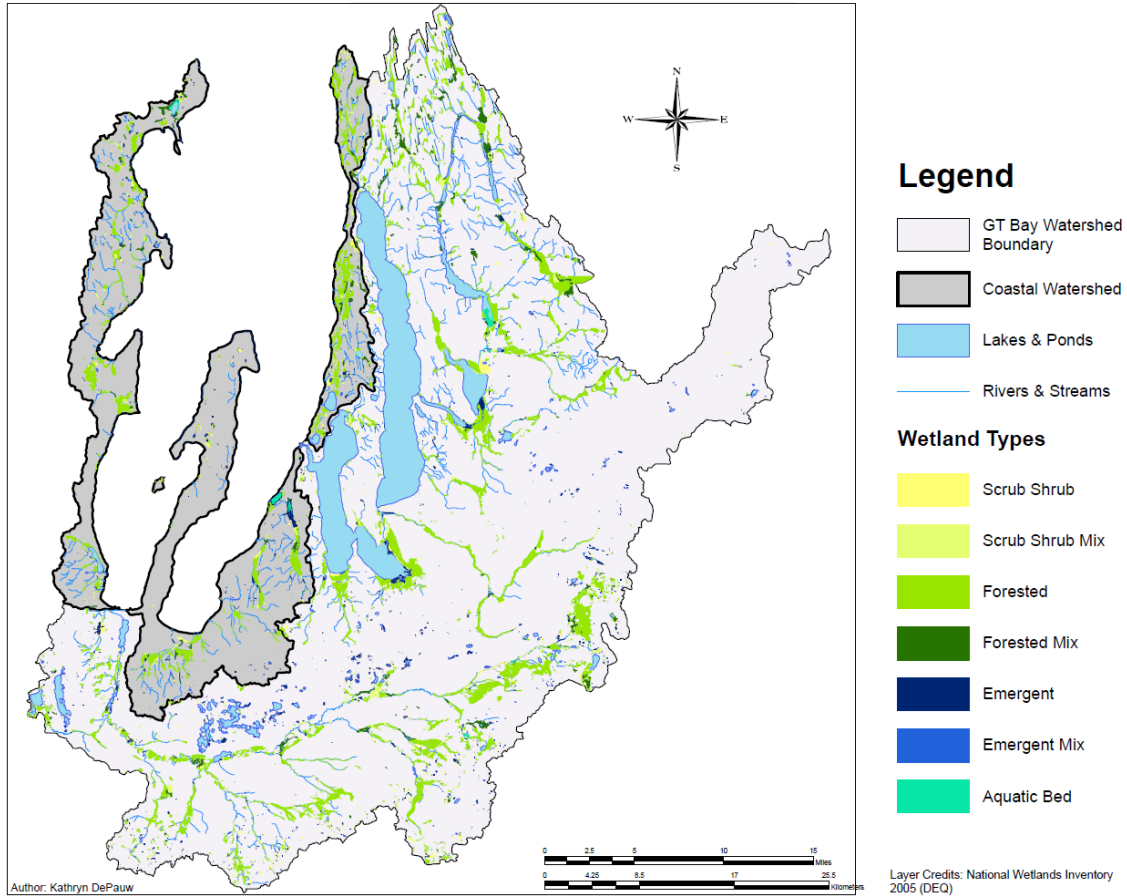 N
W E
S
Legend
GT Bay Watershed
Boundary
Coastal Watershed
Lakes & Ponds
Rivers & Streams
Wetland Types
Scrub Shrub
Scrub Shrub Mix
Forested
Forested Mix
Emergent
Emergent Mix
Aquatic Bed
0 2.5 5 10 15
Miles
0 4.25 8.5 17 25.5
Kilometers
Author: Kathryn DePauw
Layer Credits: National Wetlands Inventory
2005 (DEQ)